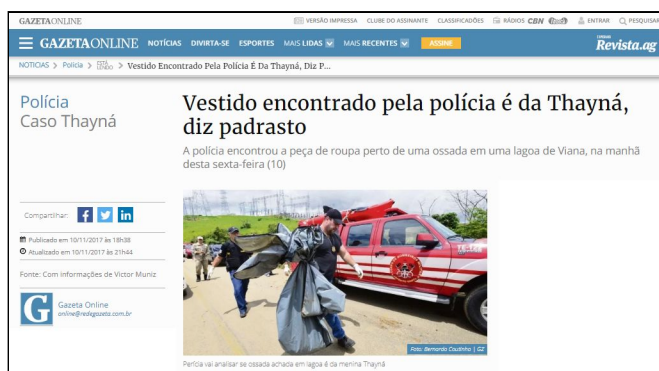 GAZETAONLINE VERSÃO IMPRESSA CLUBE DO ASSINANTE CLASSIFICADÕES RÁDIOS CBN ENTRAR PESQUISAR
GAZETAONLINE NOTÍCIAS DIVIRTA-SE ESPORTES MAIS LIDAS MAIS RECENTES ASSINE Revista.ag
NOTICIAS > Polícia > ESTÁ LENDO > Vestido Encontrado Pela Polícia É Da Thayná, Diz P...
Polícia
Caso Thayná
Vestido encontrado pela polícia é da Thayná,
diz padrasto
A polícia encontrou a peça de roupa perto de uma ossada em uma lagoa de Viana, na manhã
desta sexta-feira (10)
Compartilhar:
Publicado em 10/11/2017 às 18h38
Atualizado em 10/11/2017 às 21h44
Fonte: Com informações de Victor Muniz
G
Gazeta Online
online@redegazeta.com.br
Foto: Bernardo Coutinho | GZ
Perícia vai analisar se ossada achada em lagoa é da menina Thayná